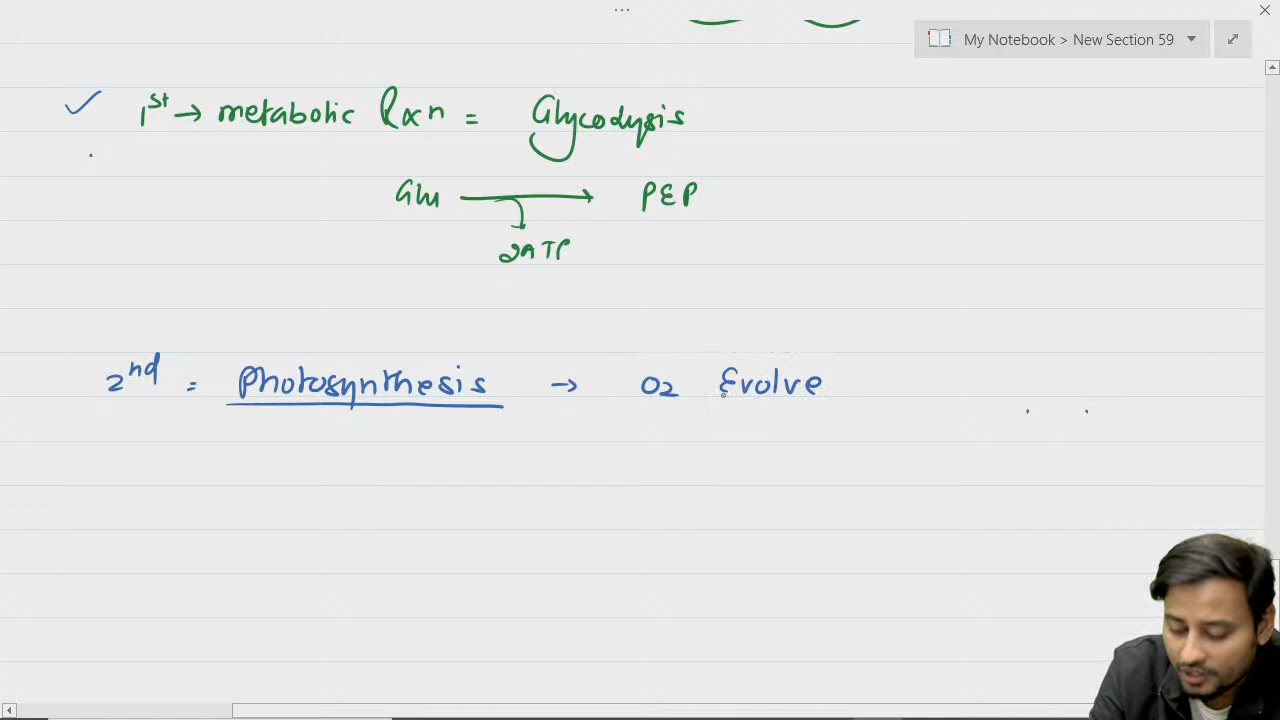 My Notebook > New Section 59
1st → metabolic Rxn = Glycolysis
Glu → PEP
2ATP
2nd = Photosynthesis → O2 Evolve